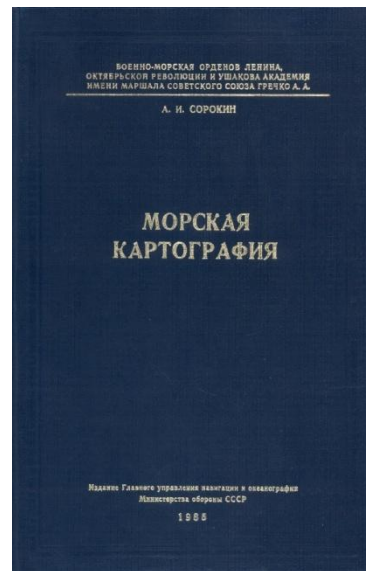 ВОЕННО-МОРСКАЯ ОРДЕНОВ ЛЕНИНА,
ОКТЯБРЬСКОЙ РЕВОЛЮЦИИ И УШАКОВА АКАДЕМИЯ
ИМЕНИ МАРШАЛА СОВЕТСКОГО СОЮЗА ГРЕЧКО А. А.
А. И. СОРОКИН
МОРСКАЯ
КАРТОГРАФИЯ
Издание Главного управления навигации и океанографии
Министерства обороны СССР